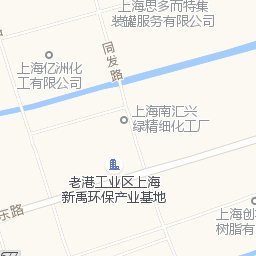 上海思多而特集
装罐服务有限公司
同发路
上海亿洲化
工有限公司
上海南汇兴
绿精细化工厂
老港工业区上海
新禹环保产业基地
东路
上海创
树脂有